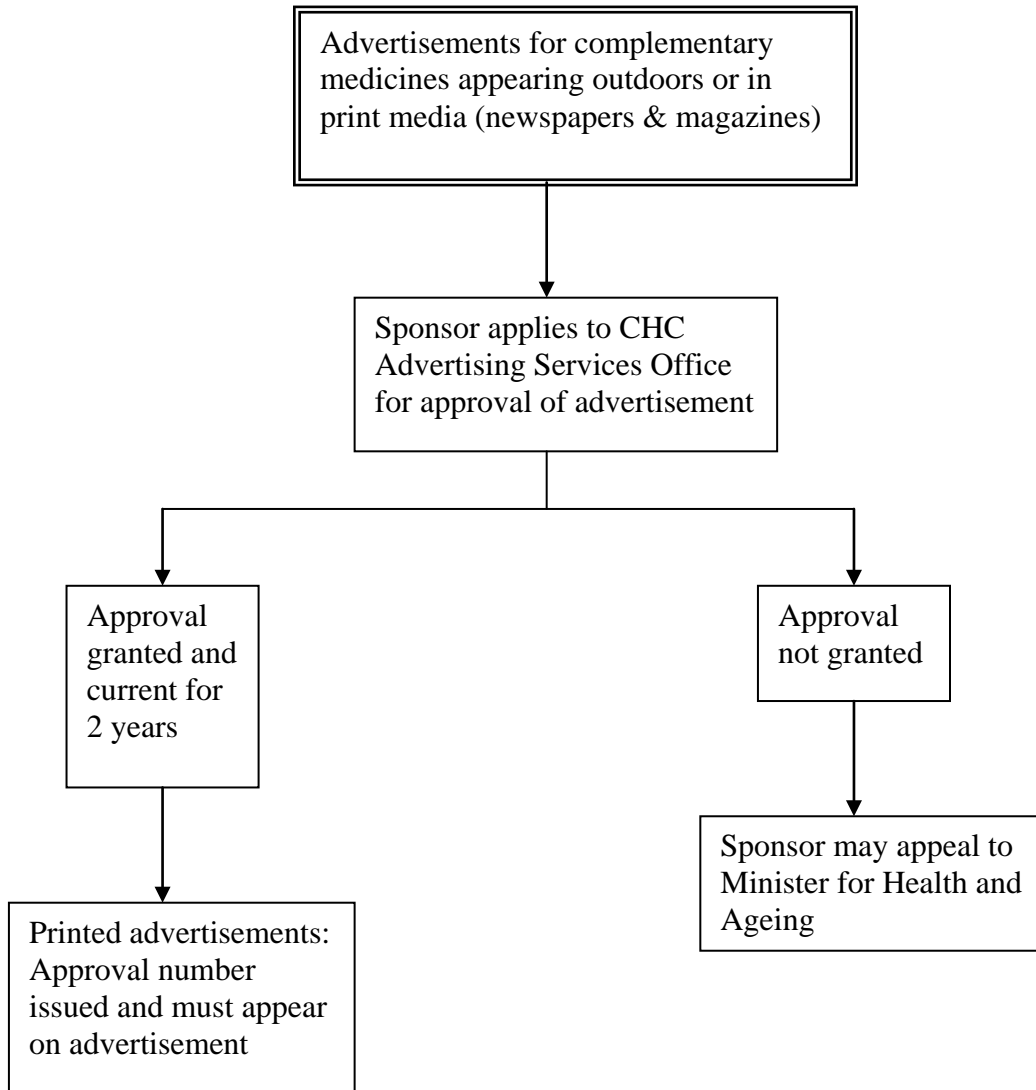 Advertisements for complementary
medicines appearing outdoors or in
print media (newspapers & magazines)
Sponsor applies to CHC
Advertising Services Office
for approval of advertisement
Approval
granted and
current for
2 years
Approval
not granted
Printed advertisements:
Approval number
issued and must appear
on advertisement
Sponsor may appeal to
Minister for Health and
Ageing